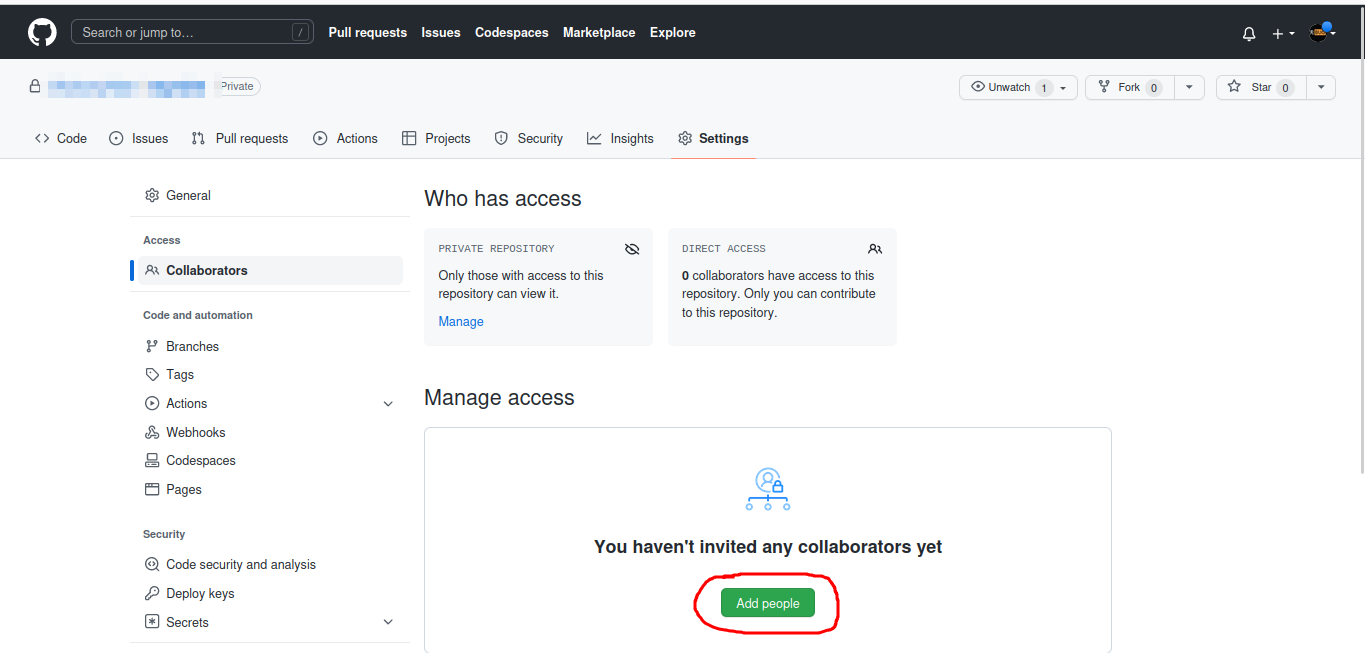 Search or jump to… / Pull requests Issues Codespaces Marketplace Explore
Private Unwatch 1 Fork 0 Star 0
Code Issues Pull requests Actions Projects Security Insights Settings
General
Access
Collaborators
Code and automation
Branches
Tags
Actions
Webhooks
Codespaces
Pages
Security
Code security and analysis
Deploy keys
Secrets
Who has access
PRIVATE REPOSITORY
Only those with access to this
repository can view it.
Manage
DIRECT ACCESS
0 collaborators have access to this
repository. Only you can contribute
to this repository.
Manage access
You haven't invited any collaborators yet
Add people